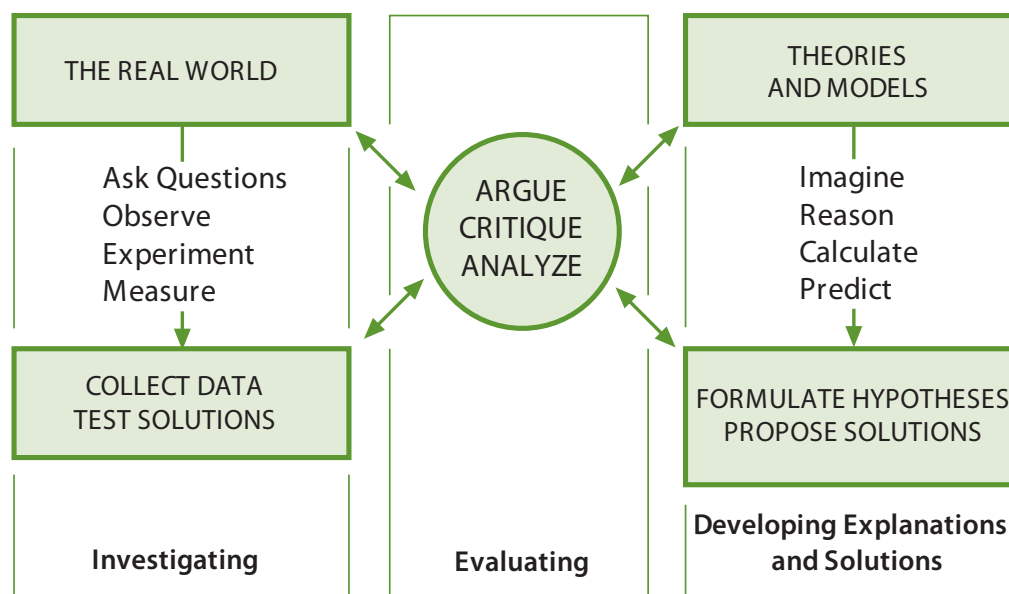 THE REAL WORLD
Ask Questions
Observe
Experiment
Measure
COLLECT DATA
TEST SOLUTIONS
Investigating
ARGUE
CRITIQUE
ANALYZE
Evaluating
THEORIES
AND MODELS
Imagine
Reason
Calculate
Predict
FORMULATE HYPOTHESES
PROPOSE SOLUTIONS
Developing Explanations
and Solutions